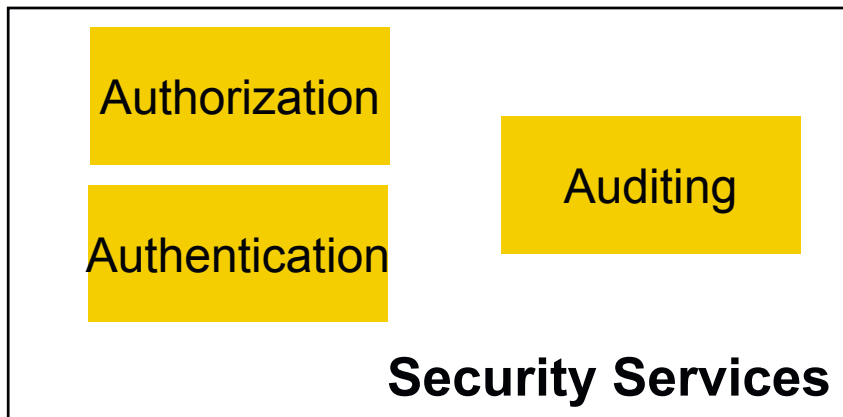 Authorization
Authentication
Auditing
Security Services